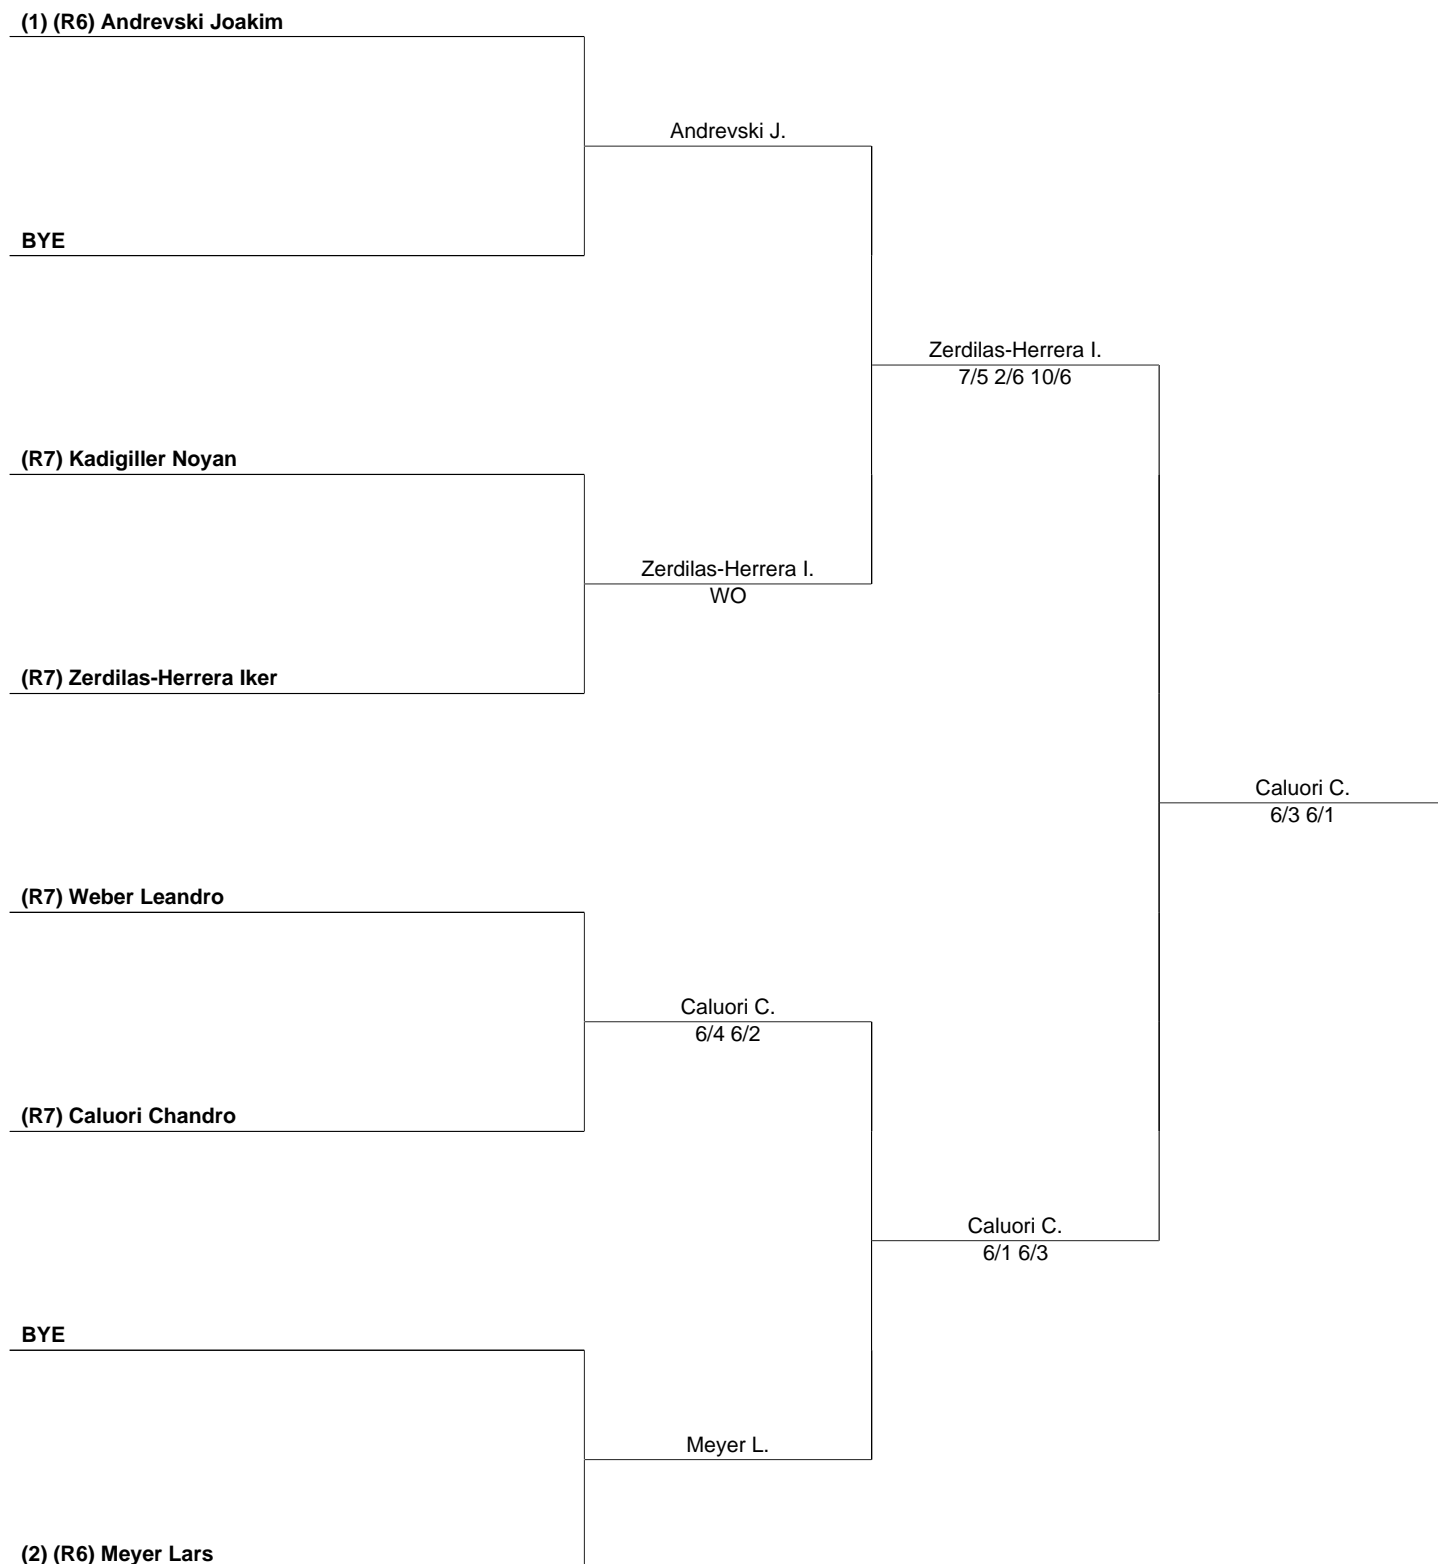 (1) (R6) Andrevski Joakim
Andrevski J.
BYE
Zerdilas-Herrera I.
7/5 2/6 10/6
(R7) Kadigiller Noyan
Zerdilas-Herrera I.
WO
(R7) Zerdilas-Herrera Iker
Caluori C.
6/3 6/1
(R7) Weber Leandro
Caluori C.
6/4 6/2
(R7) Caluori Chandro
Caluori C.
6/1 6/3
BYE
Meyer L.
(2) (R6) Meyer Lars